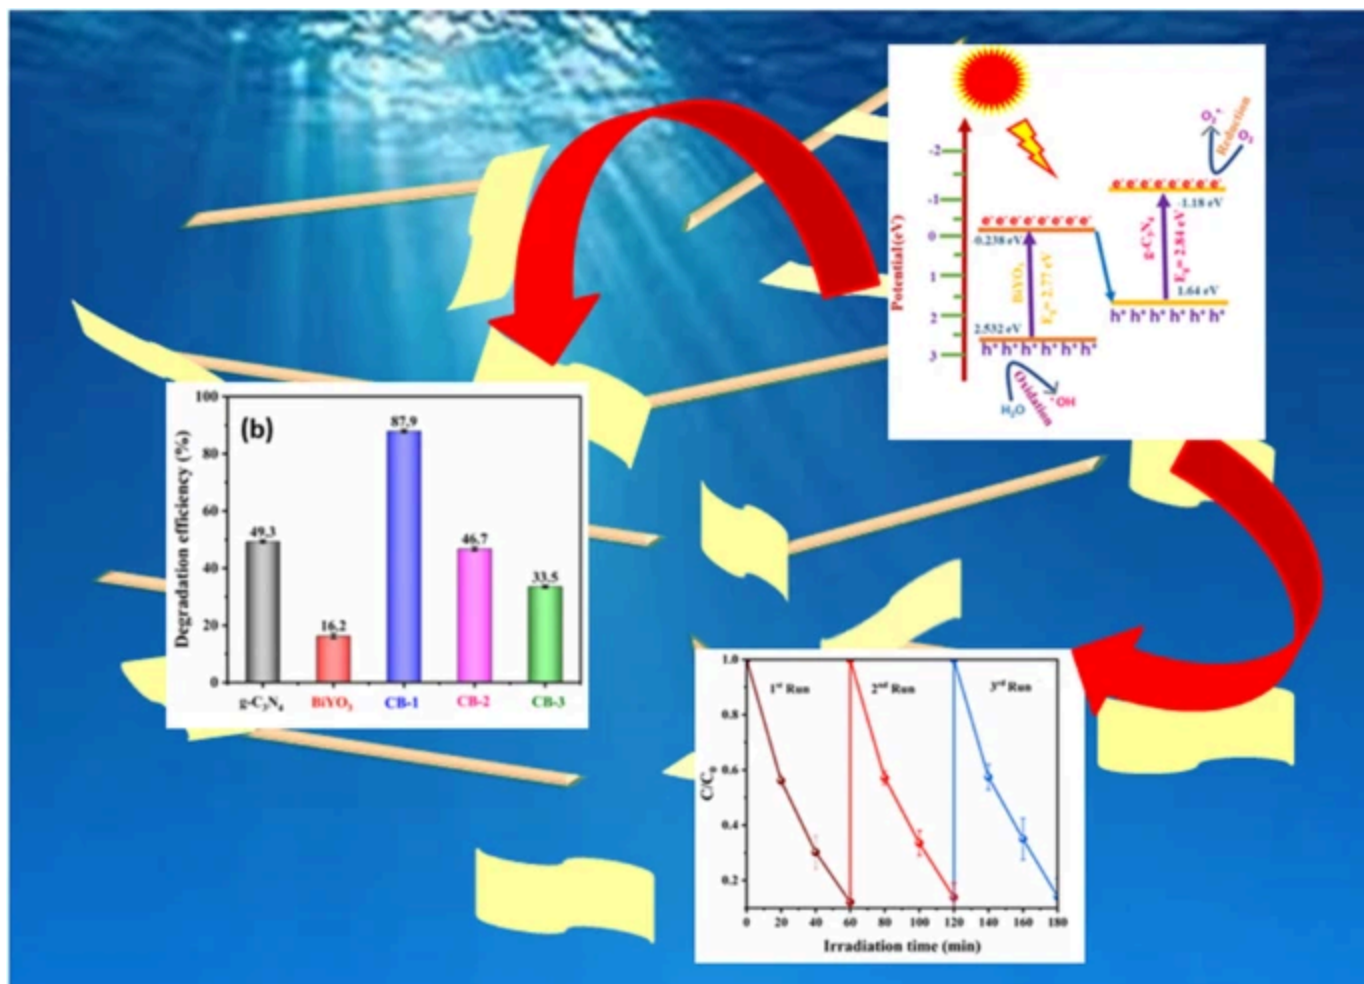 O₂⁻·
O₂
Reduction
-2
-1
0
1
2
3
Potential(eV)
e⁻e⁻e⁻e⁻e⁻e⁻e⁻e⁻
-1.18 eV
g-C₃N₄
Eg= 2.84 eV
1.64 eV
h⁺ h⁺ h⁺ h⁺ h⁺ h⁺
e⁻e⁻e⁻e⁻e⁻e⁻e⁻e⁻
-0.238 eV
BiYO₃
Eg= 2.77 eV
2.532 eV
h⁺ h⁺ h⁺ h⁺ h⁺ h⁺
Oxidation
H₂O
·OH
(b)
Degradation efficiency (%)
100
80
60
40
20
0
49.3
16.2
87.9
46.7
33.5
g-C₃N₄ BiYO₃ CB-1 CB-2 CB-3
1st Run 2nd Run 3rd Run
C/C₀
1.0
0.8
0.6
0.4
0.2
0 20 40 60 80 100 120 140 160 180
Irradiation time (min)